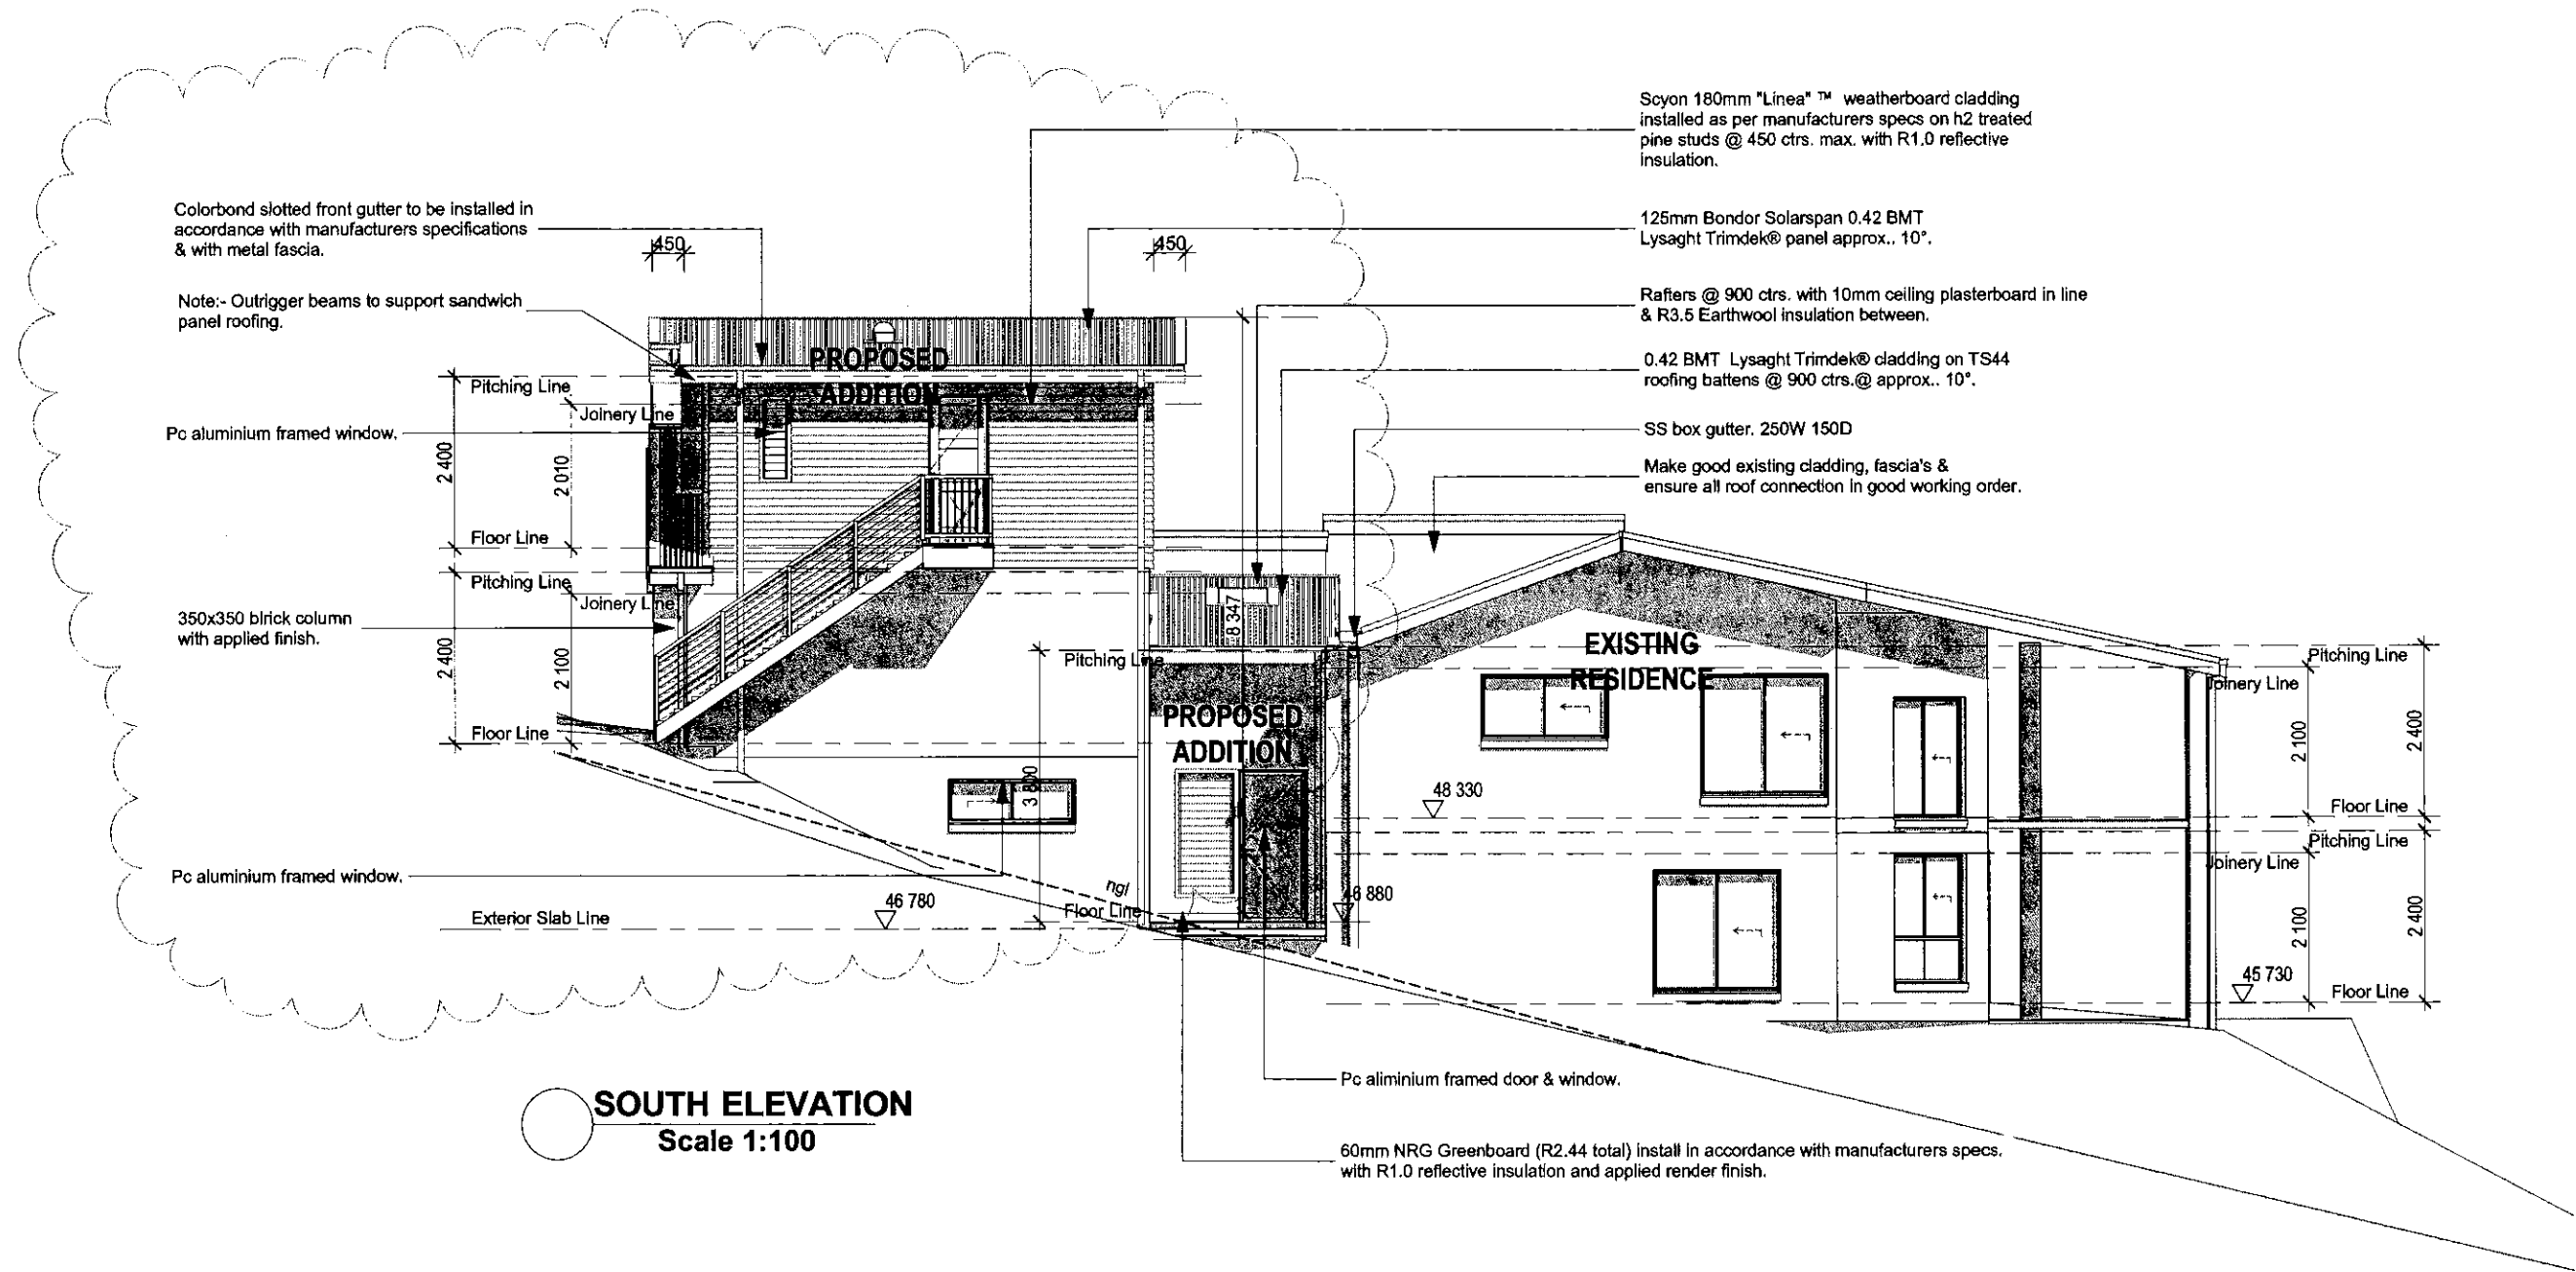 Scyon 180mm "Linea" ™ weatherboard cladding
installed as per manufacturers specs on h2 treated
pine studs @ 450 ctrs. max. with R1.0 reflective
insulation.
Colorbond slotted front gutter to be installed in
accordance with manufacturers specifications
& with metal fascia.
125mm Bondor Solarspan 0.42 BMT
Lysaght Trimdek® panel approx.. 10°.
450
450
Note:- Outrigger beams to support sandwich
panel roofing.
Rafters @ 900 ctrs. with 10mm ceiling plasterboard in line
& R3.5 Earthwool insulation between.
0.42 BMT Lysaght Trimdek® cladding on TS44
roofing battens @ 900 ctrs.@ approx.. 10°.
PROPOSED
ADDITION
Pitching Line
Joinery Line
Pc aluminium framed window.
SS box gutter. 250W 150D
Make good existing cladding, fascia's &
ensure all roof connection in good working order.
2 400
2 010
Floor Line
Pitching Line
Joinery Line
350x350 blrick column
with applied finish.
2 400
2 100
Floor Line
8 347
Pitching Line
EXISTING
RESIDENCE
PROPOSED
ADDITION
3 800
Pitching Line
Joinery Line
2 100
2 400
48 330
Floor Line
Pitching Line
Joinery Line
Pc aluminium framed window.
ngl
46 780
Floor Line
46 880
Exterior Slab Line
2 100
2 400
45 730
Floor Line
Pc aliminium framed door & window.
SOUTH ELEVATION
Scale 1:100
60mm NRG Greenboard (R2.44 total) install in accordance with manufacturers specs.
with R1.0 reflective insulation and applied render finish.